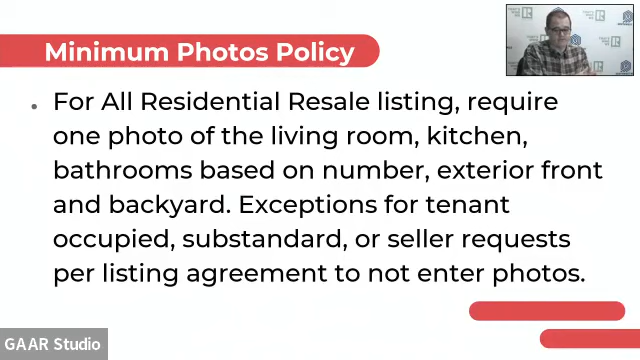 Minimum Photos Policy
• For All Residential Resale listing, require
one photo of the living room, kitchen,
bathrooms based on number, exterior front
and backyard. Exceptions for tenant
occupied, substandard, or seller requests
per listing agreement to not enter photos.
GAAR Studio